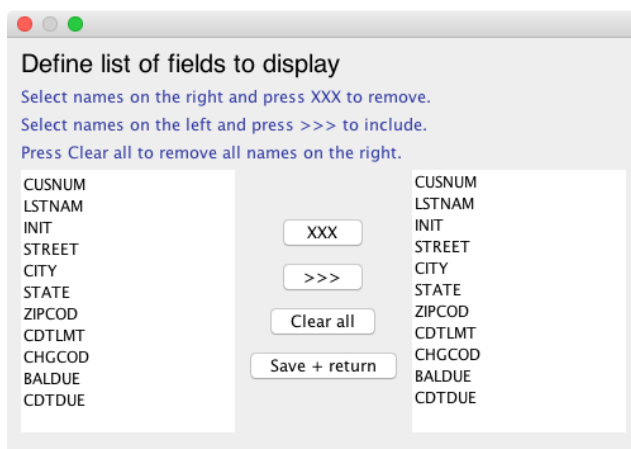 Define list of fields to display
Select names on the right and press XXX to remove.
Select names on the left and press >>> to include.
Press Clear all to remove all names on the right.
CUSNUM
LSTNAM
INIT
STREET
CITY
STATE
ZIPCOD
CDTLMT
CHGCOD
BALDUE
CDTDUE
XXX
>>>
Clear all
Save + return
CUSNUM
LSTNAM
INIT
STREET
CITY
STATE
ZIPCOD
CDTLMT
CHGCOD
BALDUE
CDTDUE